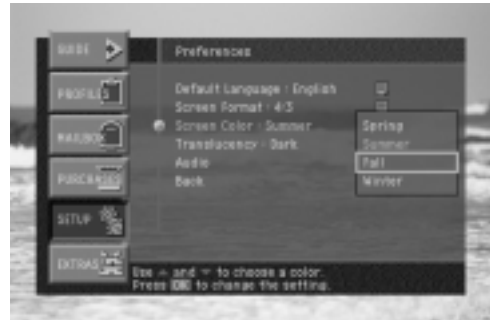 GUIDE
PROFILES
MAILBOX
PURCHASES
SETUP
EXTRAS
Preferences
Default Language : English
Screen Format : 4:3
Screen Color : Summer
Translucency : Dark
Audio
Back
Spring
Summer
Fall
Winter
Use and to choose a color.
Press OK to change the setting.